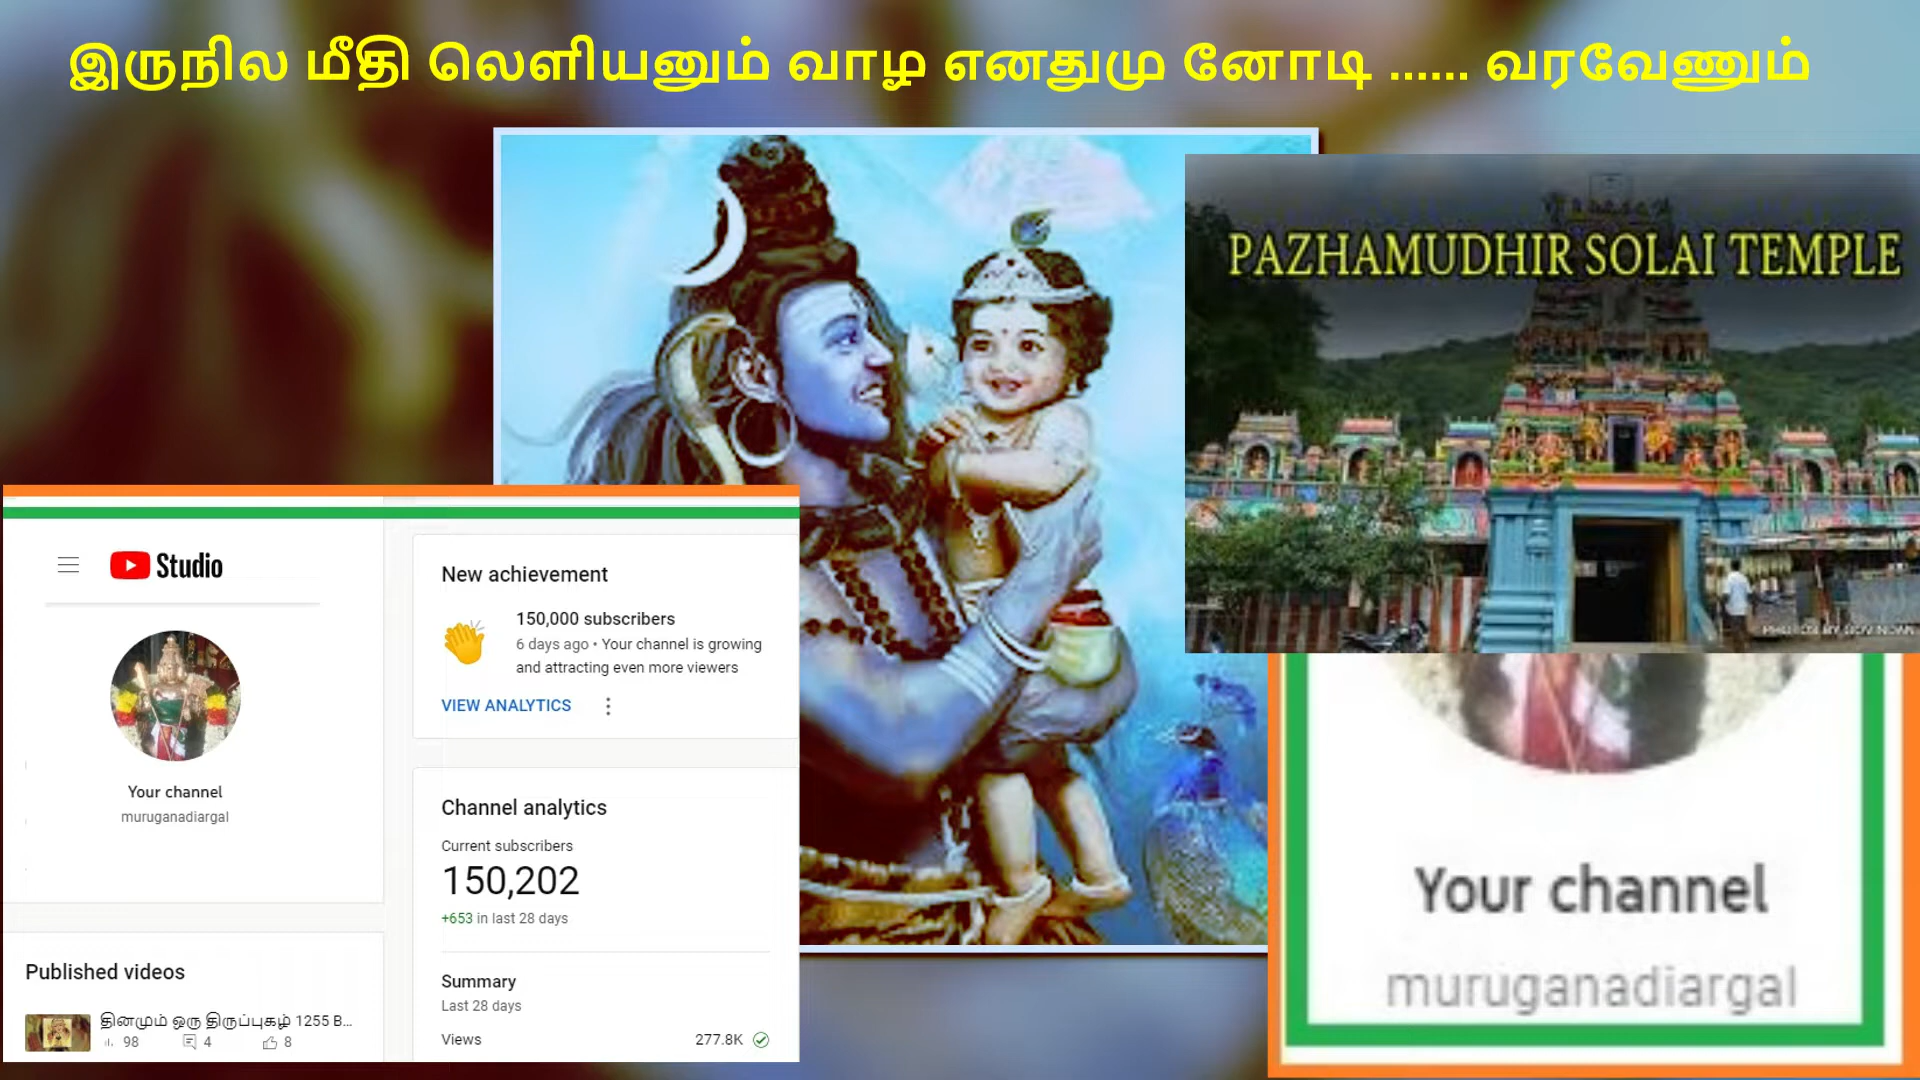 இருநில மீதி லெளியனும் வாழ எனதுமு னோடி ...... வரவேணும்
PAZHAMUDHIR SOLAI TEMPLE
PHOTOS BY GOVINDAN
Studio
Your channel
muruganadiargal
New achievement
150,000 subscribers
6 days ago • Your channel is growing
and attracting even more viewers
VIEW ANALYTICS
Channel analytics
Current subscribers
150,202
+653 in last 28 days
Summary
Last 28 days
Views 277.8K
Published videos
தினமும் ஒரு திருப்புகழ் 1255 B...
98 4 8
Your channel
muruganadiargal